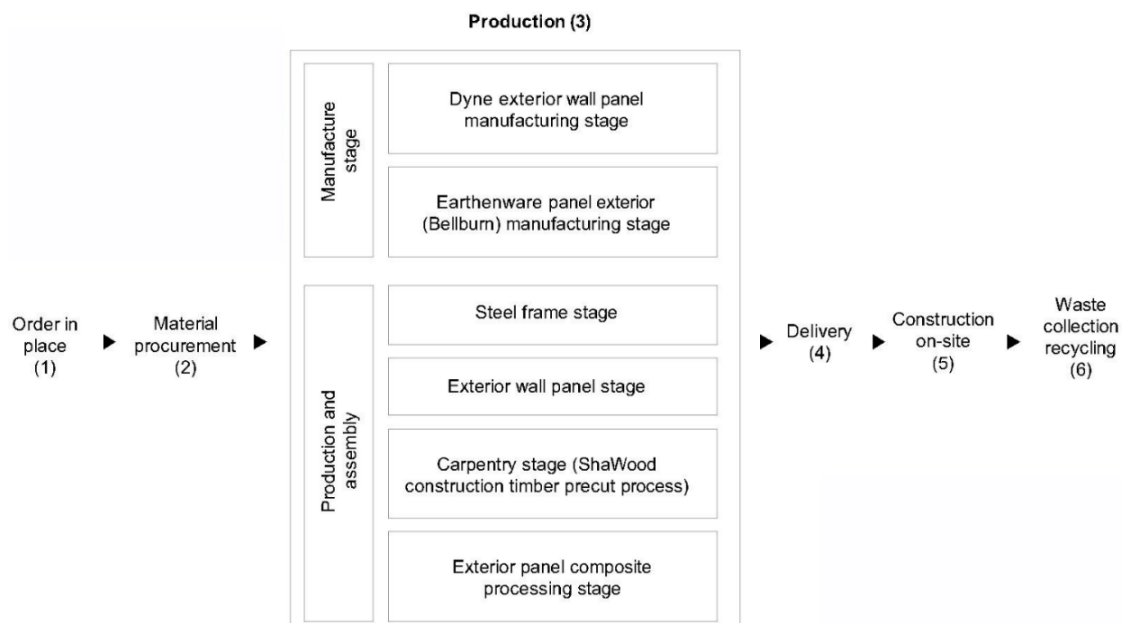 Production (3)
Manufacture
stage
Dyne exterior wall panel
manufacturing stage
Earthenware panel exterior
(Bellburn) manufacturing stage
Order in
place
(1)
Material
procurement
(2)
Production and
assembly
Steel frame stage
Exterior wall panel stage
Carpentry stage (ShaWood
construction timber precut process)
Exterior panel composite
processing stage
Delivery
(4)
Construction
on-site
(5)
Waste
collection
recycling
(6)